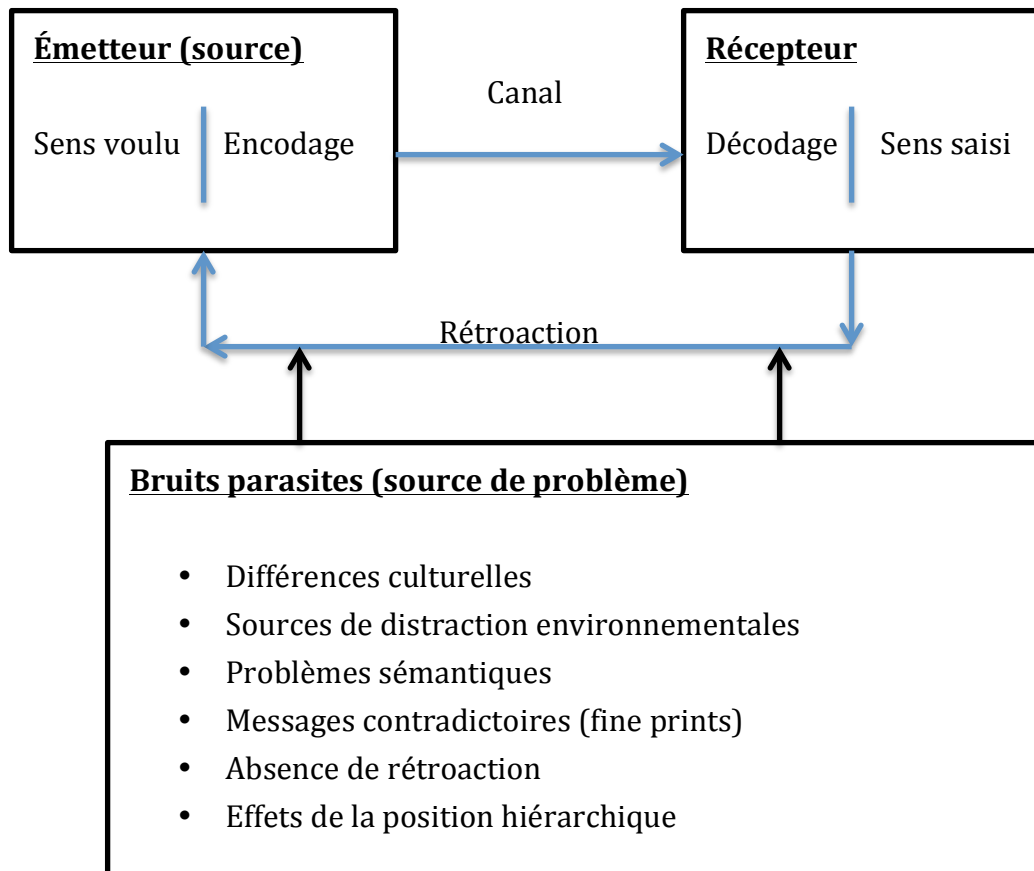 Émetteur (source)
Récepteur
Canal
Sens voulu
Encodage
Décodage
Sens saisi
Rétroaction
Bruits parasites (source de problème)
• Différences culturelles
• Sources de distraction environnementales
• Problèmes sémantiques
• Messages contradictoires (fine prints)
• Absence de rétroaction
• Effets de la position hiérarchique